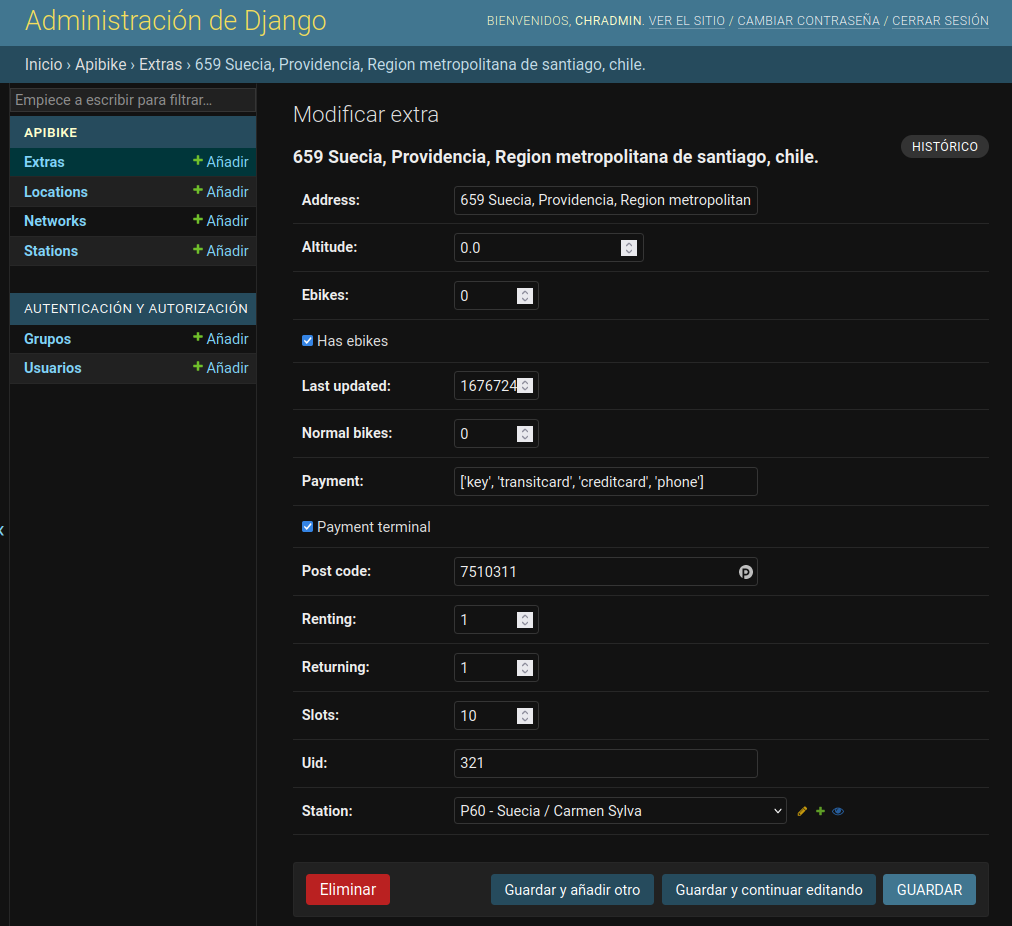 Administración de Django
BIENVENIDOS, CHRADMIN. VER EL SITIO / CAMBIAR CONTRASEÑA / CERRAR SESIÓN
Inicio › Apibike › Extras › 659 Suecia, Providencia, Region metropolitana de santiago, chile.
Empiece a escribir para filtrar...
APIBIKE
Extras + Añadir
Locations + Añadir
Networks + Añadir
Stations + Añadir
AUTENTICACIÓN Y AUTORIZACIÓN
Grupos + Añadir
Usuarios + Añadir
Modificar extra
659 Suecia, Providencia, Region metropolitana de santiago, chile.
HISTÓRICO
Address: 659 Suecia, Providencia, Region metropolitan
Altitude: 0.0
Ebikes: 0
Has ebikes
Last updated: 1676724
Normal bikes: 0
Payment: ['key', 'transitcard', 'creditcard', 'phone']
Payment terminal
Post code: 7510311
Renting: 1
Returning: 1
Slots: 10
Uid: 321
Station: P60 - Suecia / Carmen Sylva
Eliminar Guardar y añadir otro Guardar y continuar editando GUARDAR